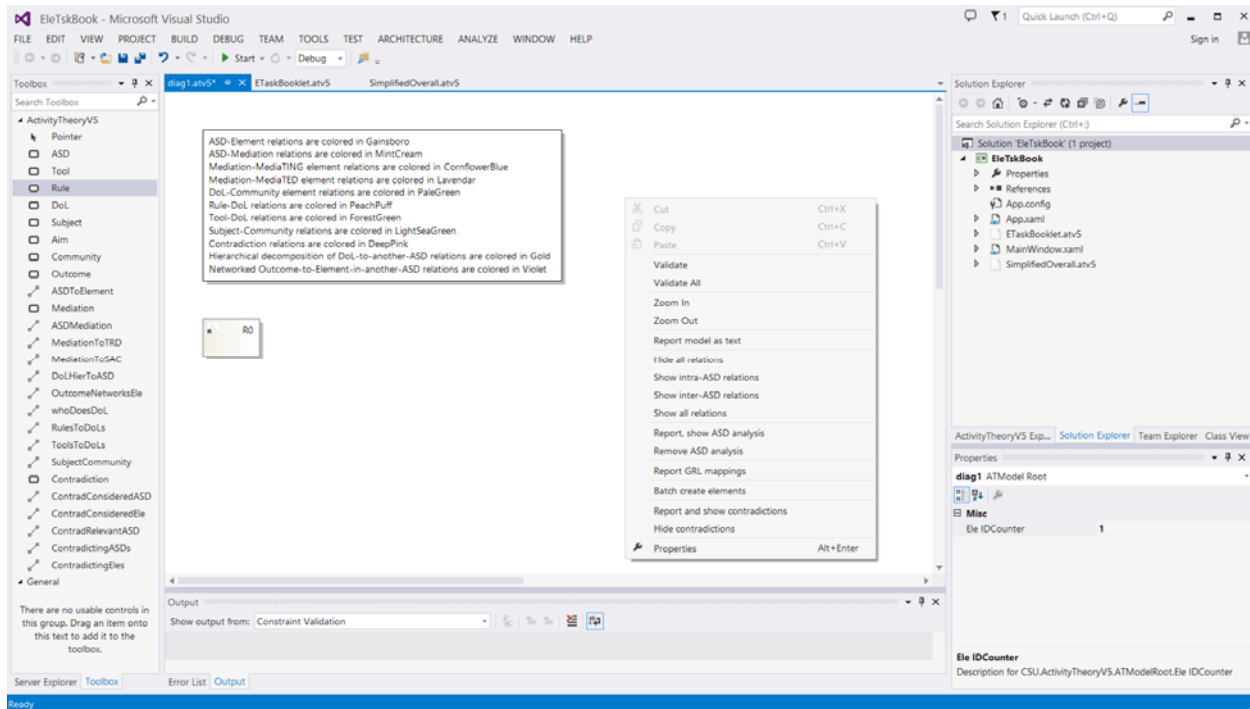 EleTskBook - Microsoft Visual Studio
1 Quick Launch (Ctrl+Q)
FILE EDIT VIEW PROJECT BUILD DEBUG TEAM TOOLS TEST ARCHITECTURE ANALYZE WINDOW HELP
Sign in
Start Debug
Toolbox
Search Toolbox
ActivityTheoryV5
Pointer
ASD
Tool
Rule
DoL
Subject
Aim
Community
Outcome
ASDToElement
Mediation
ASDMediation
MediationToTRD
MediationToSAC
DoLHierToASD
OutcomeNetworksEle
whoDoesDoL
RulesToDoLs
ToolsToDoLs
SubjectCommunity
Contradiction
ContradConsideredASD
ContradConsideredEle
ContradRelevantASD
ContradictingASDs
ContradictingEles
General
There are no usable controls in
this group. Drag an item onto
this text to add it to the
toolbox.
Server Explorer Toolbox
diag1.atv5* ETaskBooklet.atv5 SimplifiedOverall.atv5
ASD-Element relations are colored in Gainsboro
ASD-Mediation relations are colored in MintCream
Mediation-MediaTING element relations are colored in CornflowerBlue
Mediation-MediaTED element relations are colored in Lavendar
DoL-Community element relations are colored in PaleGreen
Rule-DoL relations are colored in PeachPuff
Tool-DoL relations are colored in ForestGreen
Subject-Community relations are colored in LightSeaGreen
Contradiction relations are colored in DeepPink
Hierarchical decomposition of DoL-to-another-ASD relations are colored in Gold
Networked Outcome-to-Element-in-another-ASD relations are colored in Violet
R0
Cut Ctrl+X
Copy Ctrl+C
Paste Ctrl+V
Validate
Validate All
Zoom In
Zoom Out
Report model as text
Hide all relations
Show intra-ASD relations
Show inter-ASD relations
Show all relations
Report, show ASD analysis
Remove ASD analysis
Report GRL mappings
Batch create elements
Report and show contradictions
Hide contradictions
Properties Alt+Enter
Output
Show output from: Constraint Validation
Error List Output
Solution Explorer
Search Solution Explorer (Ctrl+;)
Solution 'EleTskBook' (1 project)
EleTskBook
Properties
References
App.config
App.xaml
ETaskBooklet.atv5
MainWindow.xaml
SimplifiedOverall.atv5
ActivityTheoryV5 Exp... Solution Explorer Team Explorer Class View
Properties
diag1 ATModel Root
Misc
Ele IDCounter 1
Ele IDCounter
Description for CSU.ActivityTheoryV5.ATModelRoot.Ele IDCounter
Ready